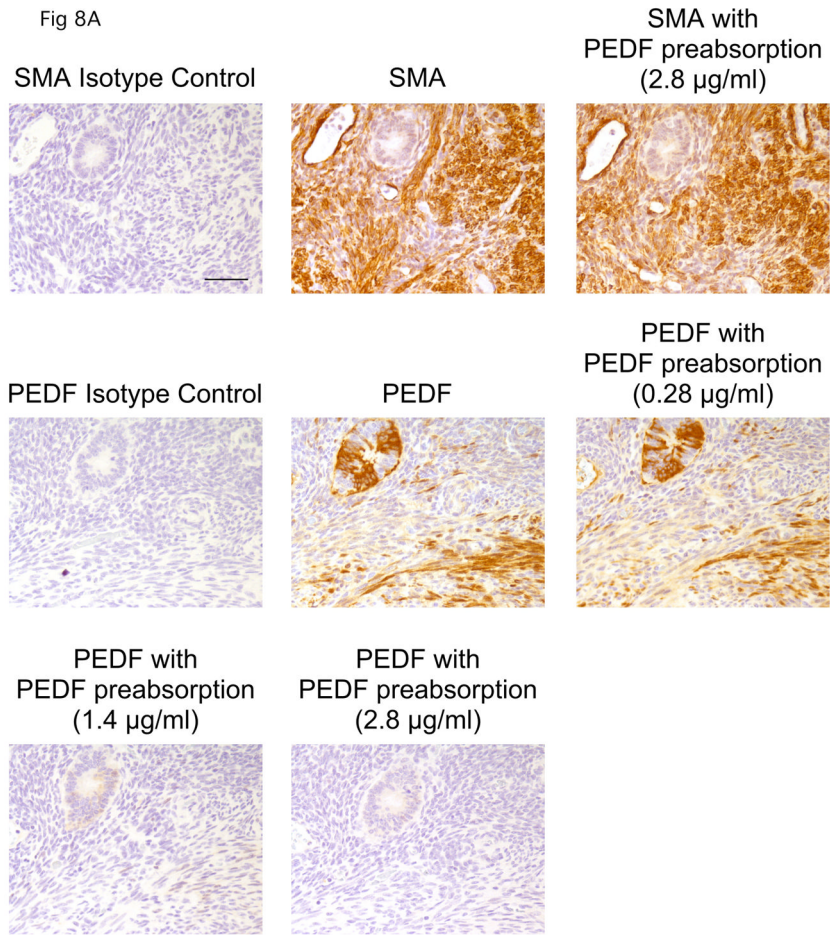 Fig 8A
SMA Isotype Control
SMA
SMA with
PEDF preabsorption
(2.8 µg/ml)
PEDF Isotype Control
PEDF
PEDF with
PEDF preabsorption
(0.28 µg/ml)
PEDF with
PEDF preabsorption
(1.4 µg/ml)
PEDF with
PEDF preabsorption
(2.8 µg/ml)